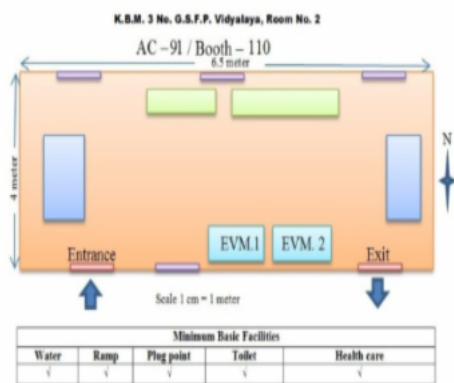 K.B.M. 3 No. G.S.F.P. Vidyalaya, Room No. 2
AC – 91 / Booth – 110
6.5 meter
4 meter
N
EVM.1
EVM. 2
Entrance
Exit
Scale 1 cm = 1 meter
Minimum Basic Facilities
Water Ramp Plug point Toilet Health care
√ √ √ √ √